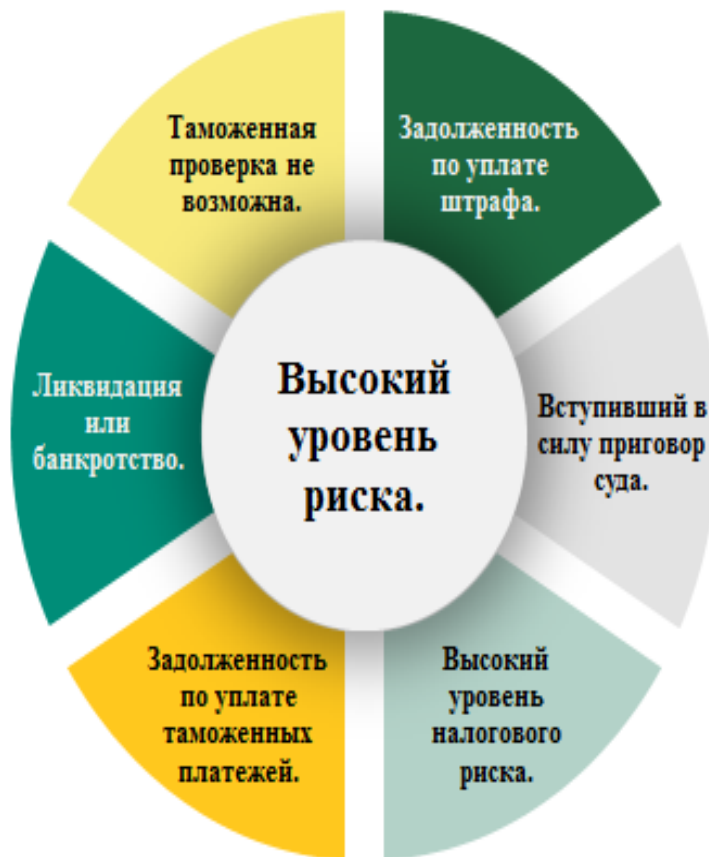 Таможенная
проверка не
возможна.
Задолженность
по уплате
штрафа.
Ликвидация
или
банкротство.
Высокий
уровень
риска.
Вступивший в
силу приговор
суда.
Задолженность
по уплате
таможенных
платежей.
Высокий
уровень
налогового
риска.